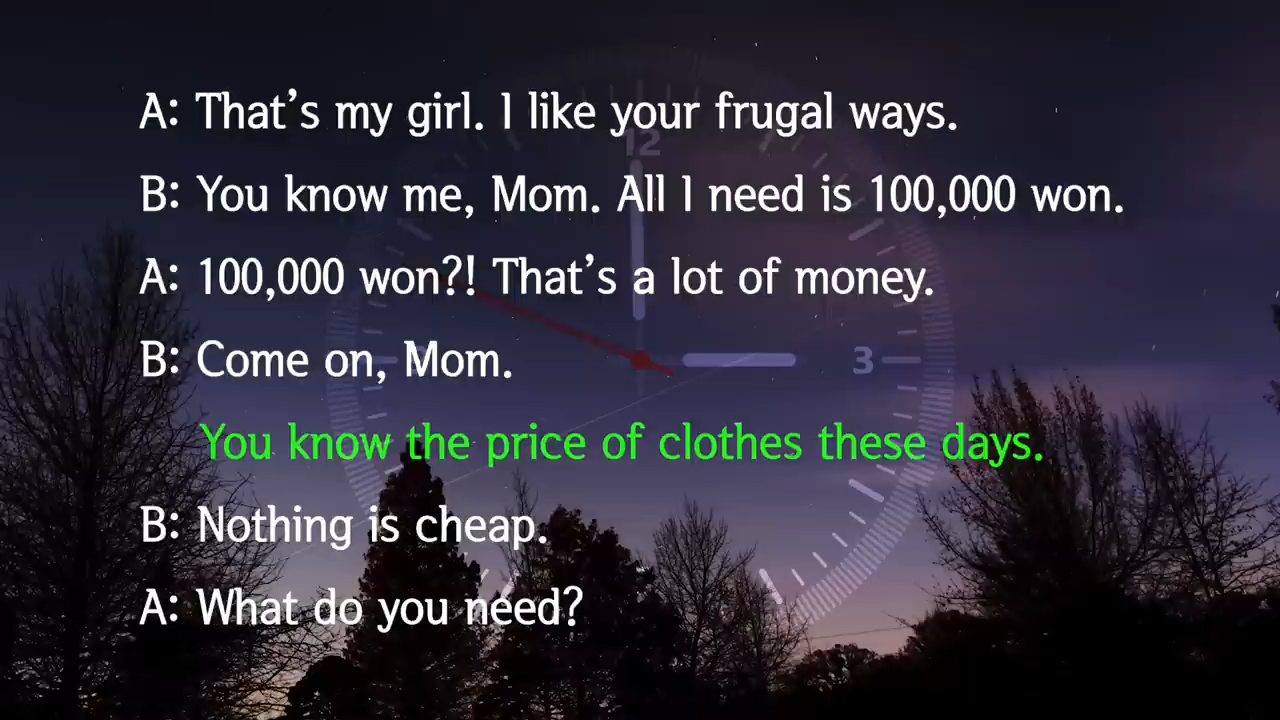 A: That's my girl. I like your frugal ways.
12
B: You know me, Mom. All I need is 100,000 won.
A: 100,000 won?! That's a lot of money.
B: Come on, Mom.
3
You know the price of clothes these days.
B: Nothing is cheap.
A: What do you need?